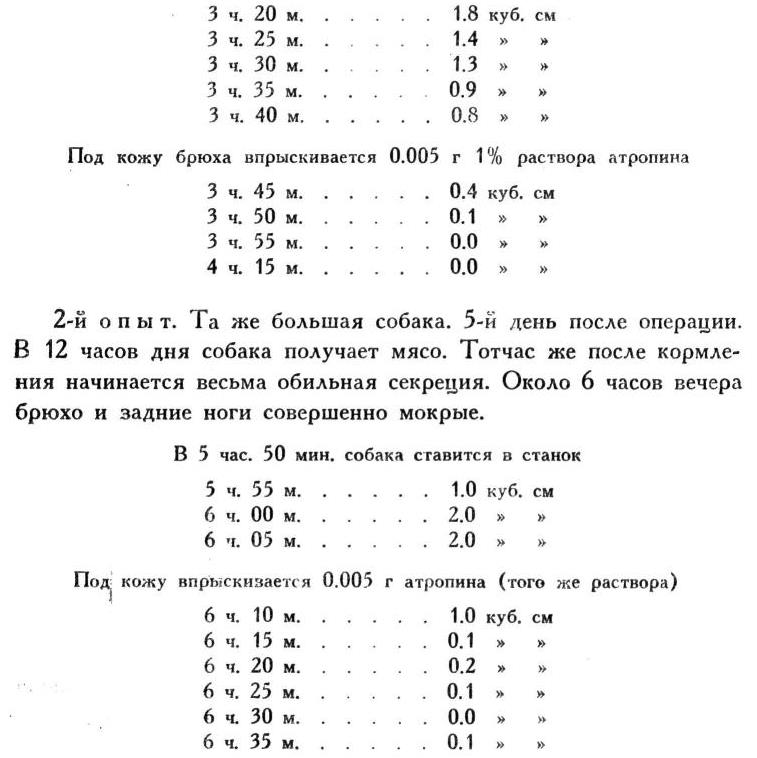 3 ч. 20 м. . . . . . 1.8 куб. см
3 ч. 25 м. . . . . . 1.4 » »
3 ч. 30 м. . . . . . 1.3 » »
3 ч. 35 м. . . . . . 0.9 » »
3 ч. 40 м. . . . . . 0.8 » »
Под кожу брюха впрыскивается 0.005 г 1% раствора атропина
3 ч. 45 м. . . . . . 0.4 куб. см
3 ч. 50 м. . . . . . 0.1 » »
3 ч. 55 м. . . . . . 0.0 » »
4 ч. 15 м. . . . . . 0.0 » »
2-й опыт. Та же большая собака. 5-й день после операции.
В 12 часов дня собака получает мясо. Тотчас же после кормле-
ния начинается весьма обильная секреция. Около 6 часов вечера
брюхо и задние ноги совершенно мокрые.
В 5 час. 50 мин. собака ставится в станок
5 ч. 55 м. . . . . . 1.0 куб. см
6 ч. 00 м. . . . . . 2.0 » »
6 ч. 05 м. . . . . . 2.0 » »
Под кожу впрыскивается 0.005 г атропина (того же раствора)
6 ч. 10 м. . . . . . 1.0 куб. см
6 ч. 15 м. . . . . . 0.1 » »
6 ч. 20 м. . . . . . 0.2 » »
6 ч. 25 м. . . . . . 0.1 » »
6 ч. 30 м. . . . . . 0.0 » »
6 ч. 35 м. . . . . . 0.1 » »